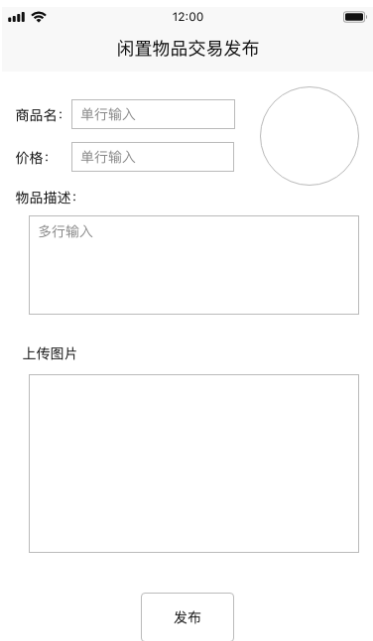 12:00
闲置物品交易发布
商品名： 单行输入
价格： 单行输入
物品描述：
多行输入
上传图片
发布